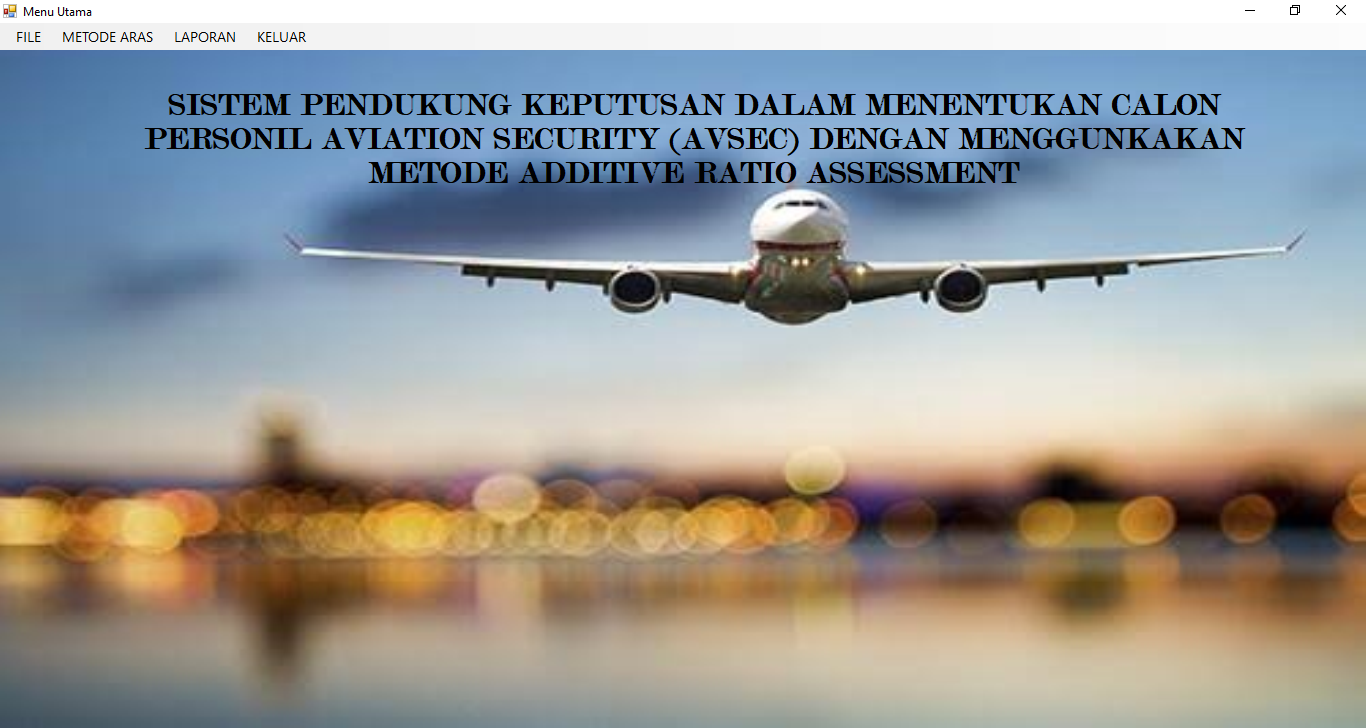 Menu Utama
FILE METODE ARAS LAPORAN KELUAR
SISTEM PENDUKUNG KEPUTUSAN DALAM MENENTUKAN CALON
PERSONIL AVIATION SECURITY (AVSEC) DENGAN MENGGUNKAKAN
METODE ADDITIVE RATIO ASSESSMENT